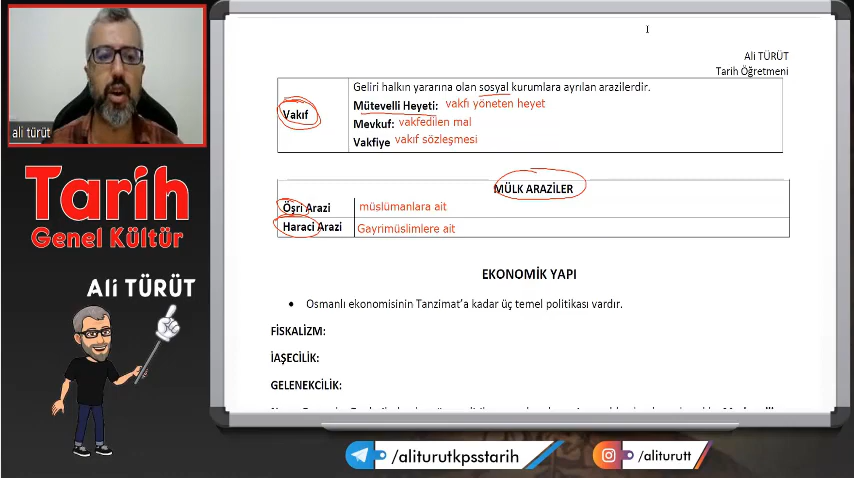 ali türüt
Tarih
Genel Kültür
Ali TÜRÜT
Ali TÜRÜT
Tarih Öğretmeni
Geliri halkın yararına olan sosyal kurumlara ayrılan arazilerdir.
Vakıf
Mütevelli Heyeti: vakfı yöneten heyet
Mevkuf: vakfedilen mal
Vakfiye vakıf sözleşmesi
MÜLK ARAZİLER
Öşri Arazi müslümanlara ait
Haraci Arazi Gayrimüslimlere ait
EKONOMİK YAPI
• Osmanlı ekonomisinin Tanzimat'a kadar üç temel politikası vardır.
FİSKALİZM:
İAŞECİLİK:
GELENEKCİLİK:
/aliturutkpsstarih
/aliturutt